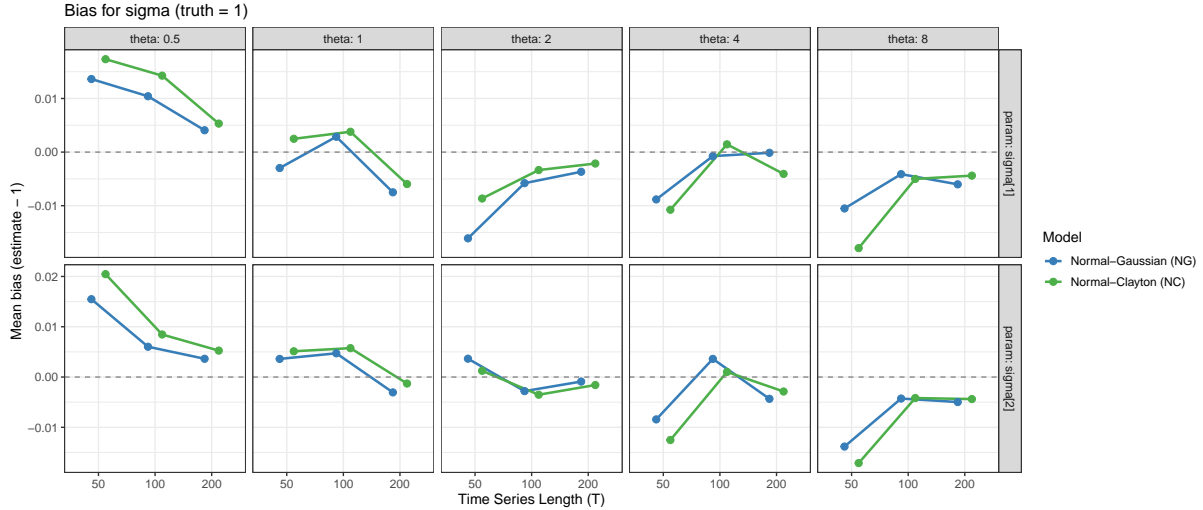 Bias for sigma (truth = 1)
theta: 0.5
theta: 1
theta: 2
theta: 4
theta: 8
0.01
0.00
−0.01
param: sigma[1]
0.02
0.01
0.00
−0.01
param: sigma[2]
Mean bias (estimate − 1)
50 100 200
50 100 200
50 100 200
50 100 200
50 100 200
Time Series Length (T)
Model
Normal−Gaussian (NG)
Normal−Clayton (NC)